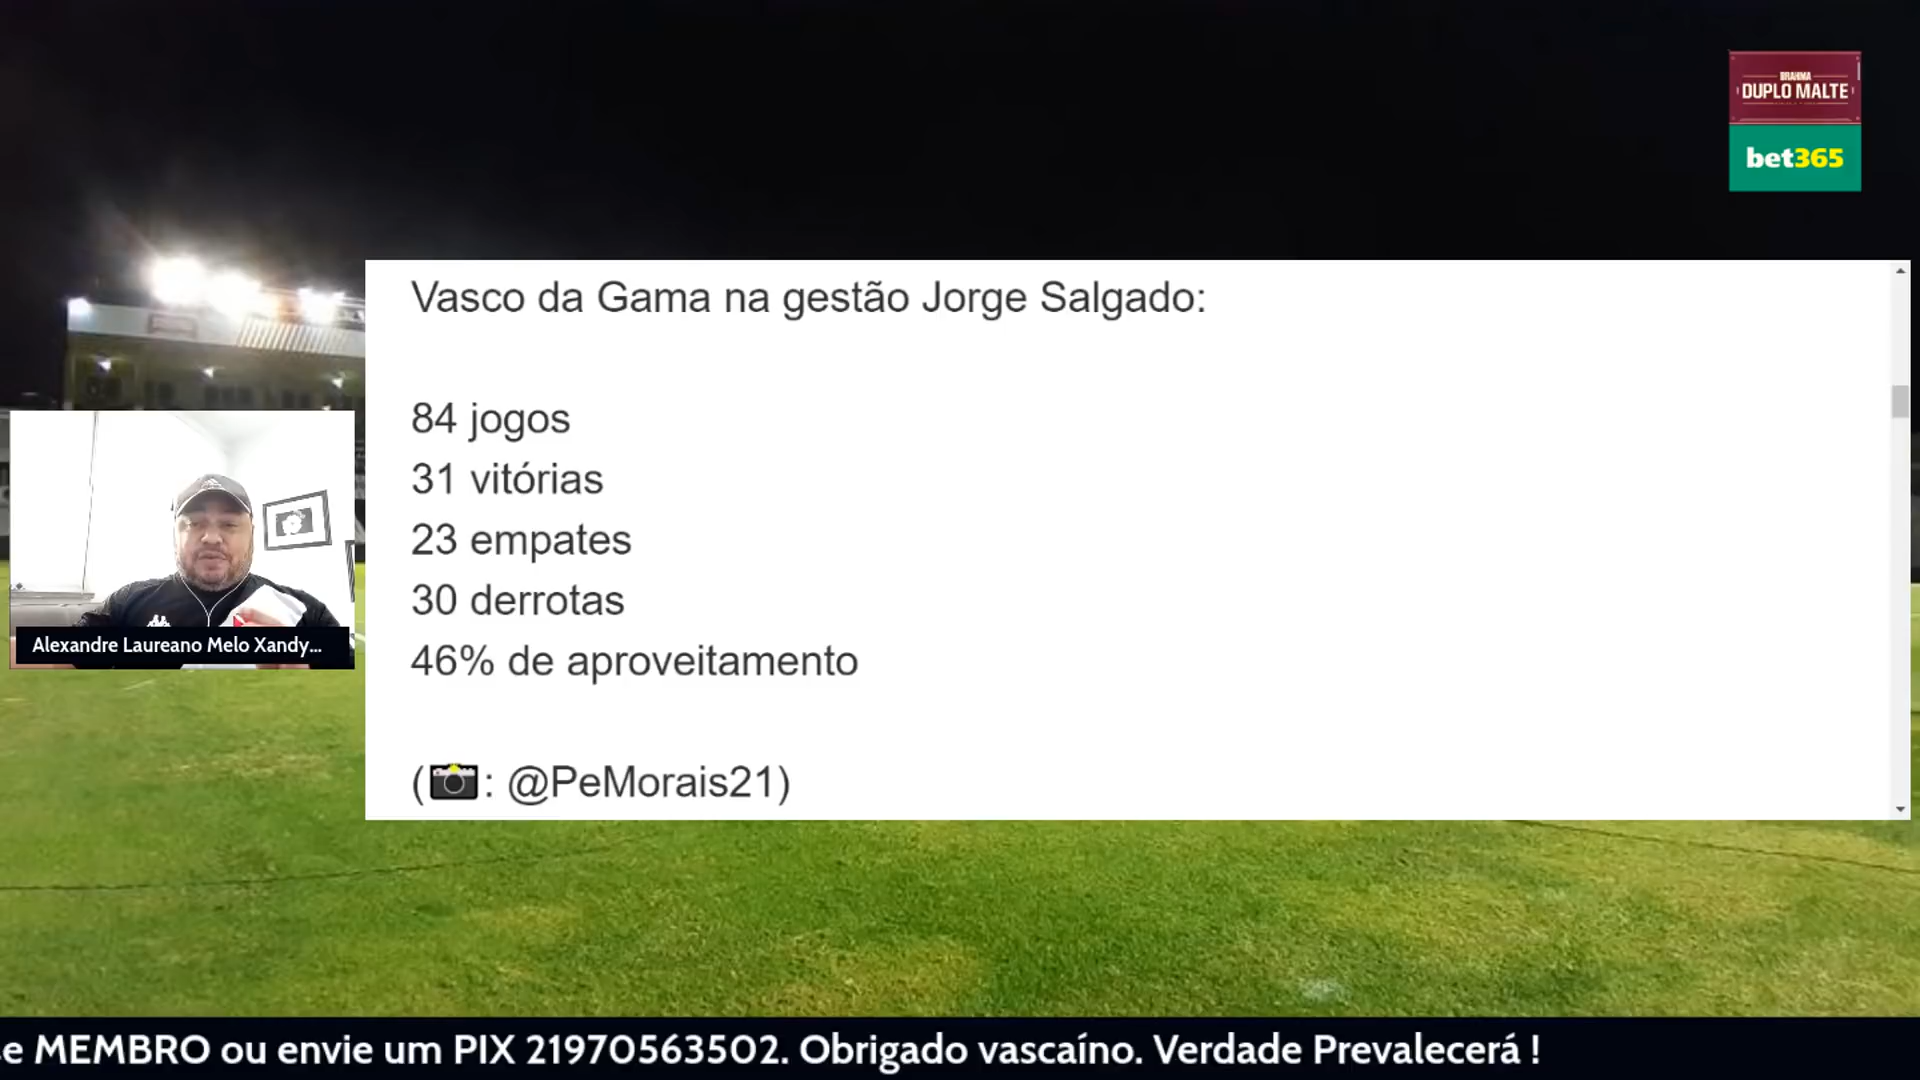 BRAHMA
DUPLO MALTE
bet365
Vasco da Gama na gestão Jorge Salgado:
84 jogos
31 vitórias
23 empates
30 derrotas
46% de aproveitamento
(📷: @PeMorais21)
Alexandre Laureano Melo Xandy...
e MEMBRO ou envie um PIX 21970563502. Obrigado vascaíno. Verdade Prevalecerá !